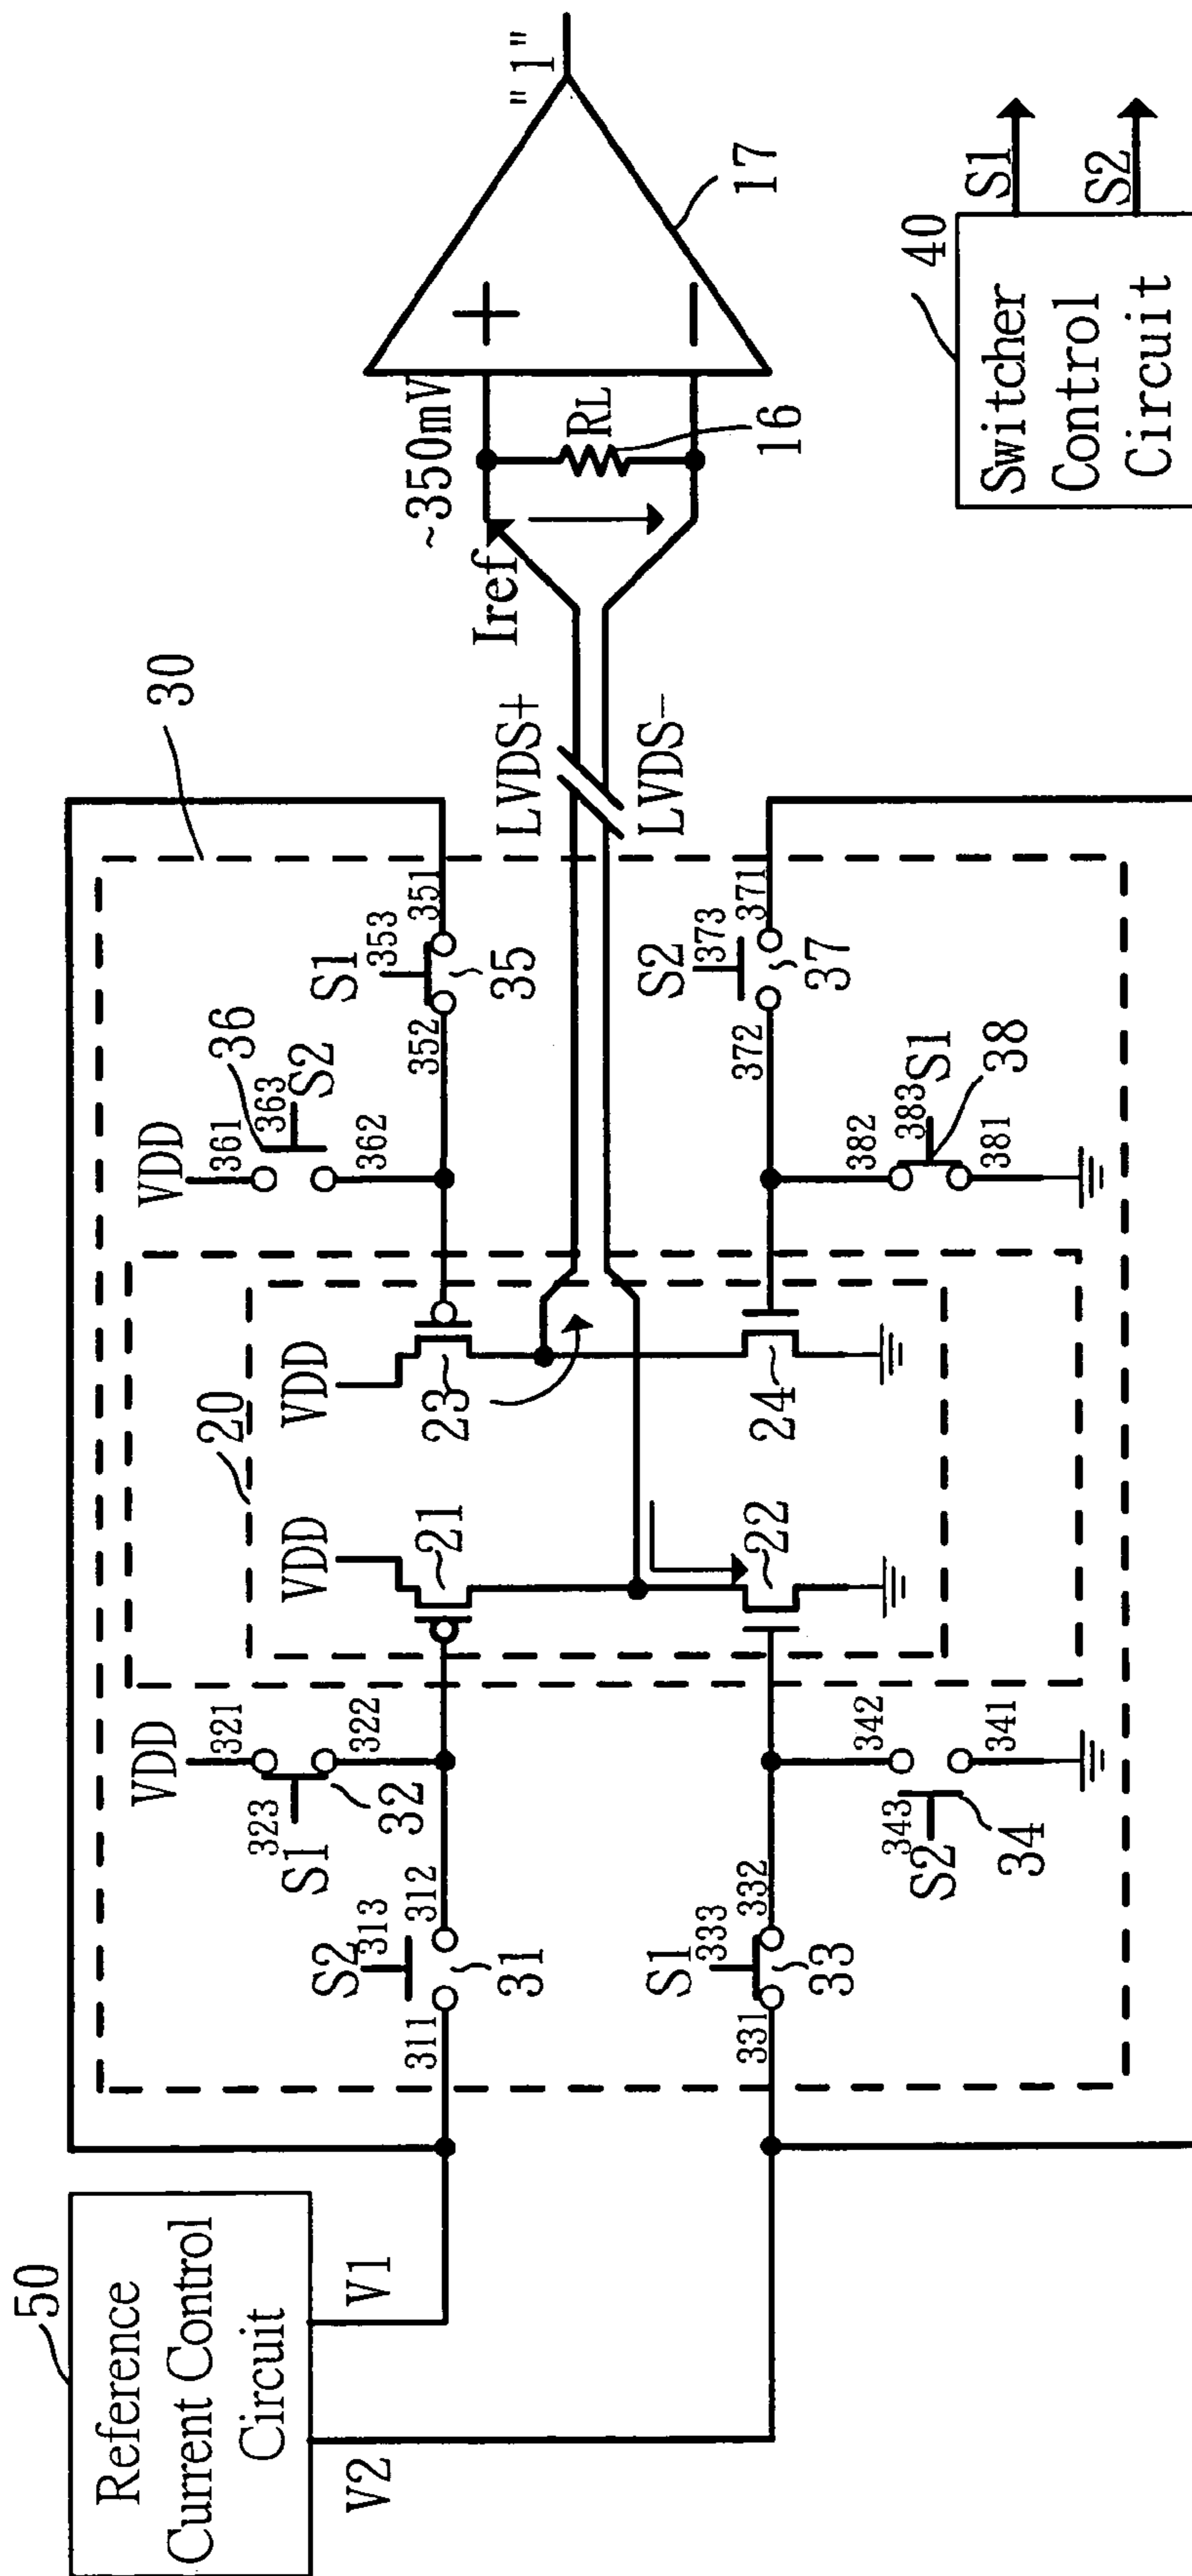 50
Reference
Current Control
Circuit
V1
V2
30
VDD
321
322
323
S1
32
S2
313
312
311
31
S1
333
332
331
33
342
341
343
S2
34
20
VDD
21
22
VDD
23
24
VDD
361
36
363
S2
362
S1
353
351
352
35
S2
373
371
372
37
382
383
S1
381
38
LVDS+
LVDS-
Iref
~350mV
RL
16
+
−
17
"1"
40
Switcher
Control
Circuit
S1
S2